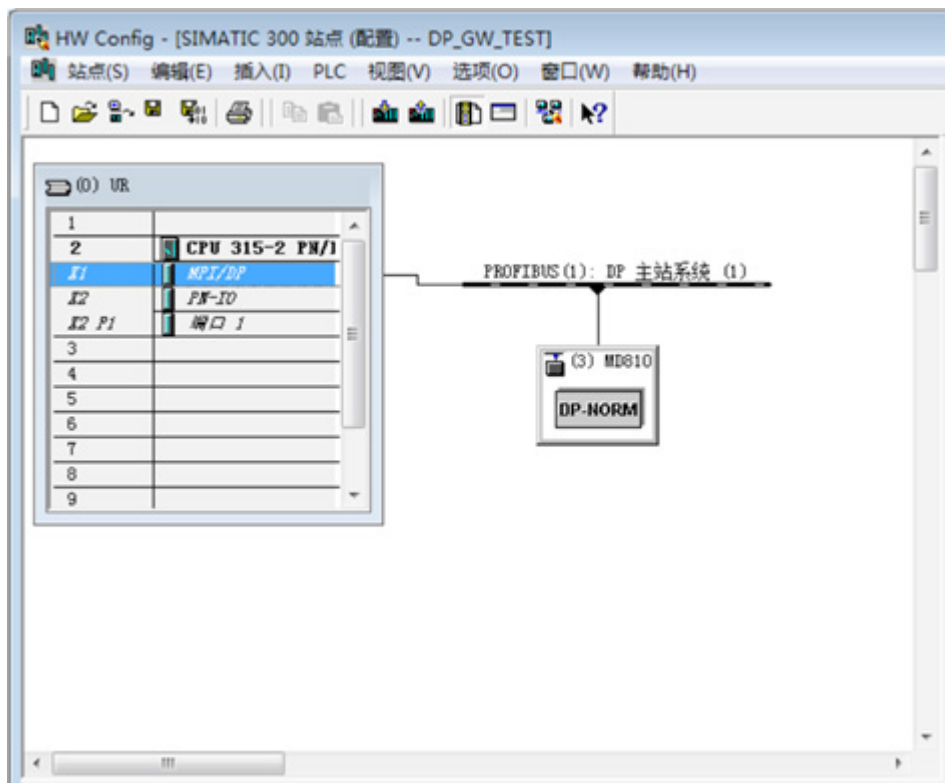 HW Config - [SIMATIC 300 站点 (配置) -- DP_GW_TEST]
站点(S) 编辑(E) 插入(I) PLC 视图(V) 选项(O) 窗口(W) 帮助(H)
(0) UR
1
2 CPU 315-2 PN/
X1 MPI/DP
X2 PN-IO
X2 P1 端口 1
3
4
5
6
7
8
9
PROFIBUS(1): DP 主站系统 (1)
(3) MD810
DP-NORM